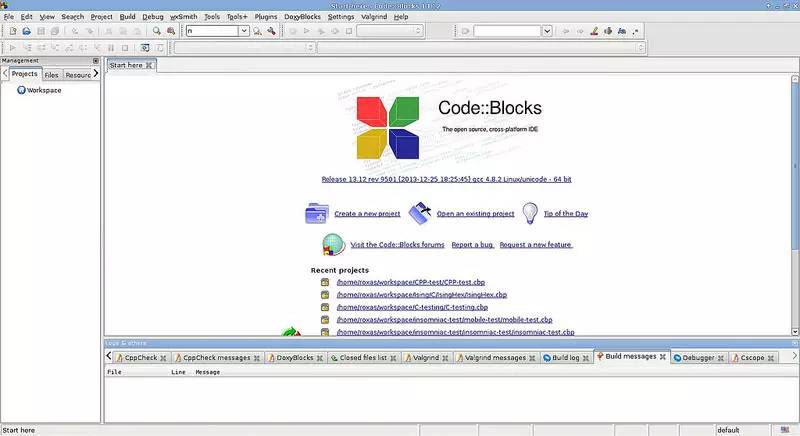 Start here - Code::Blocks 13.12
File Edit View Search Project Build Debug wxSmith Tools Tools+ Plugins DoxyBlocks Settings Valgrind Help
n
Management
Projects Files Resourc
Workspace
Start here
Code::Blocks
The open source, cross-platform IDE
Release 13.12 rev 9501 (2013-12-25 18:25:45) gcc 4.8.2 Linux/unicode - 64 bit
Create a new project Open an existing project Tip of the Day
Visit the Code::Blocks forums Report a bug Request a new feature
Recent projects
/home/roxas/workspace/CPP-test/CPP-test.cbp
/home/roxas/workspace/Ising/C/IsingHex/IsingHex.cbp
/home/roxas/workspace/C-testing/C-testing.cbp
/home/roxas/workspace/insomniac-test/mobile-test/mobile-test.cbp
/home/roxas/workspace/insomniac-test/insomniac-test/insomniac-test.cbp
Logs & others
CppCheck CppCheck messages DoxyBlocks Closed files list Valgrind Valgrind messages Build log Build messages Debugger Cscope
File Line Message
Start here default